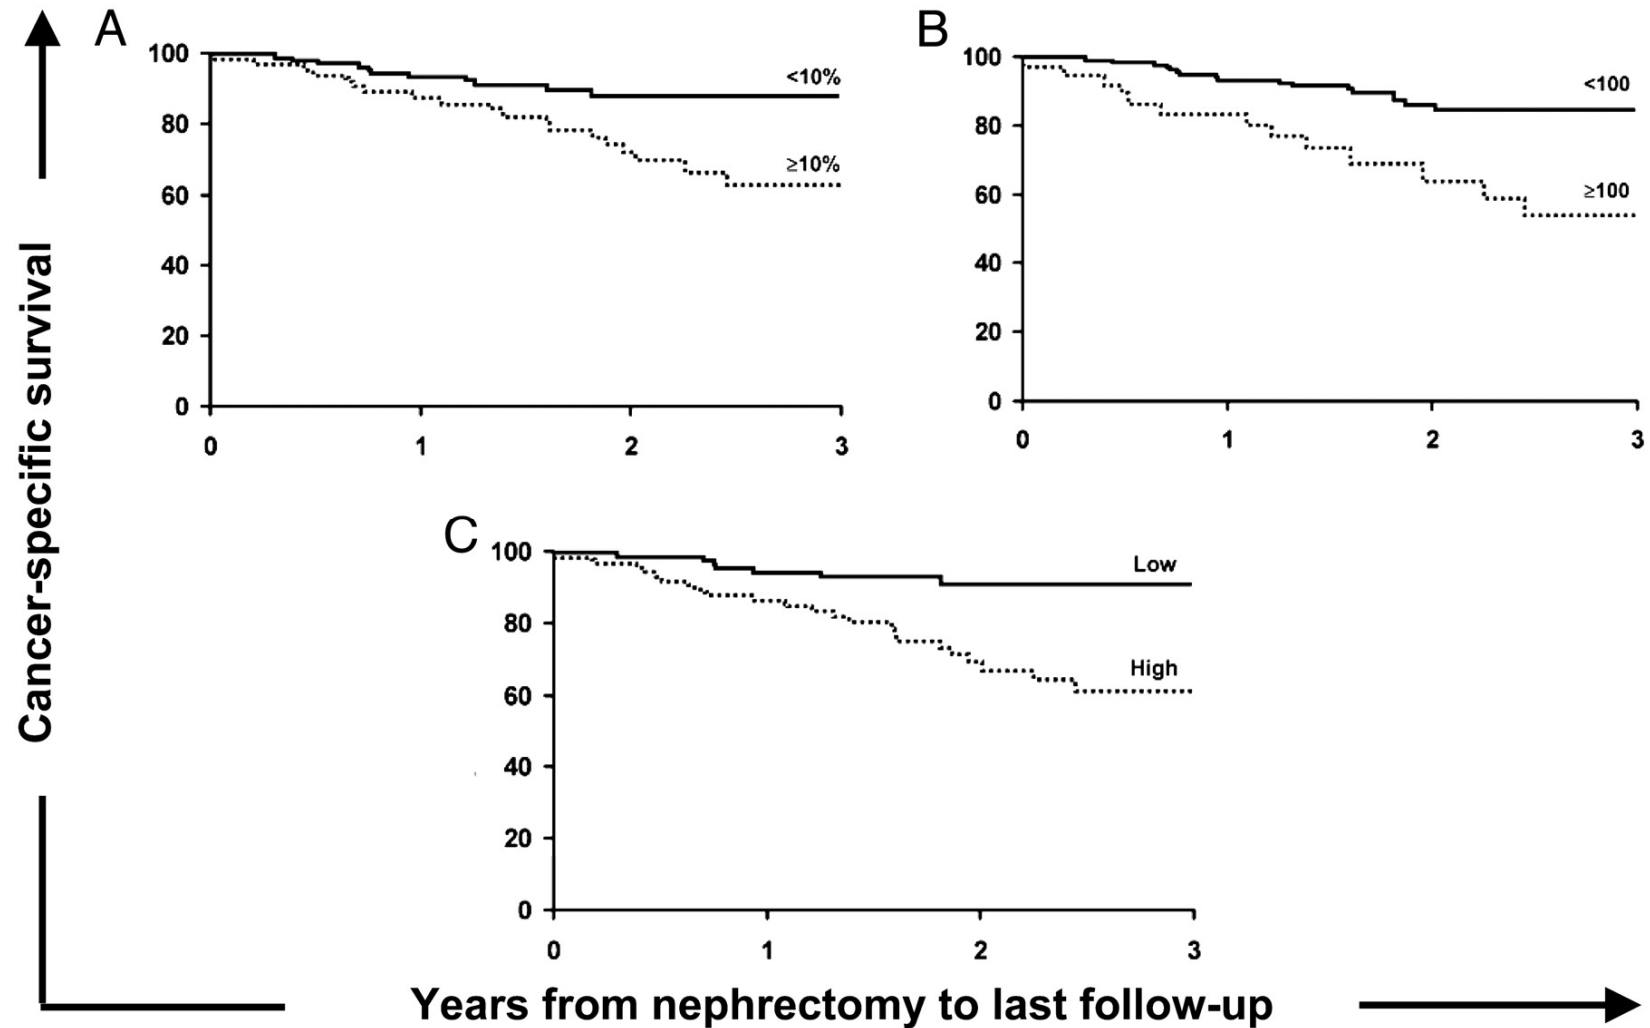 A
100
80
60
40
20
0
<10%
≥10%
0 1 2 3
B
100
80
60
40
20
0
<100
≥100
0 1 2 3
C
100
80
60
40
20
0
Low
High
0 1 2 3
Cancer-specific survival
Years from nephrectomy to last follow-up